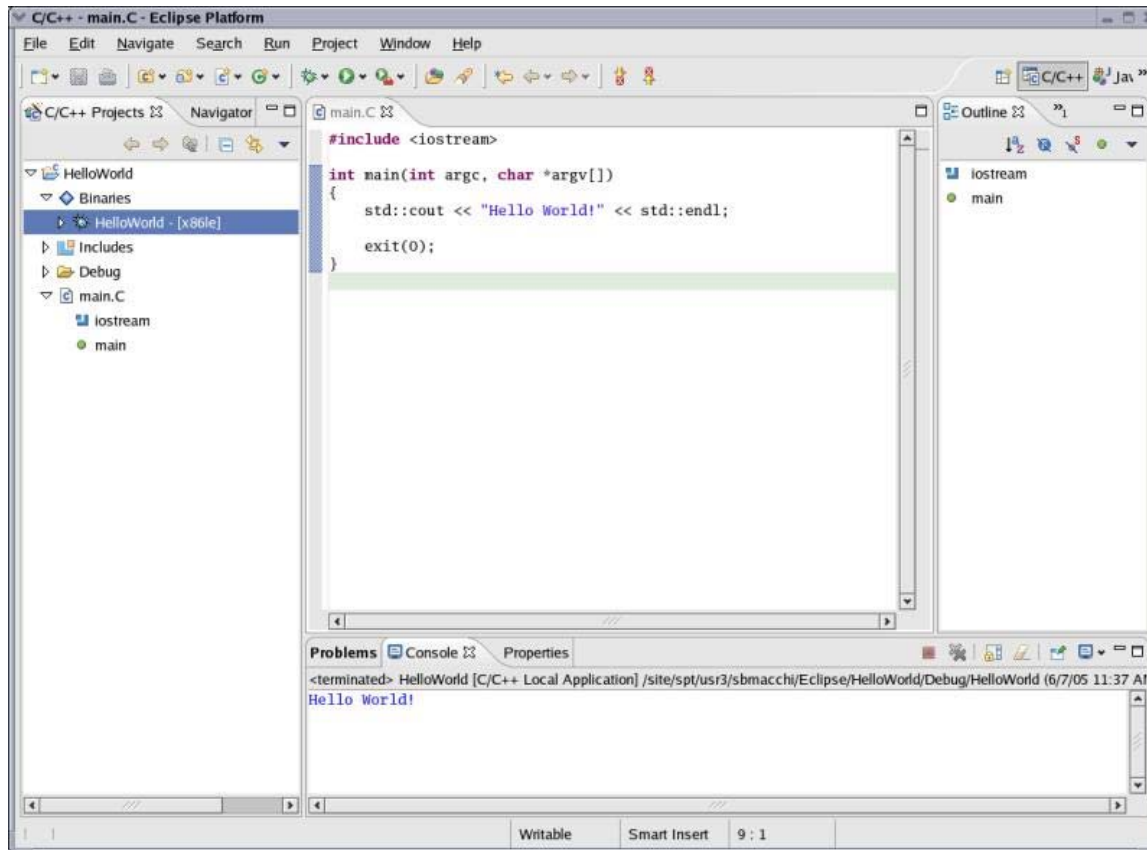 C/C++ - main.C - Eclipse Platform
File Edit Navigate Search Run Project Window Help
C/C++ Jav »
C/C++ Projects Navigator
main.C
Outline »1
HelloWorld
Binaries
HelloWorld - [x86le]
Includes
Debug
main.C
iostream
main
#include <iostream>
int main(int argc, char *argv[])
{
std::cout << "Hello World!" << std::endl;
exit(0);
}
iostream
main
Problems Console Properties
<terminated> HelloWorld [C/C++ Local Application] /site/spt/usr3/sbmacchi/Eclipse/HelloWorld/Debug/HelloWorld (6/7/05 11:37 AM
Hello World!
Writable Smart Insert 9 : 1